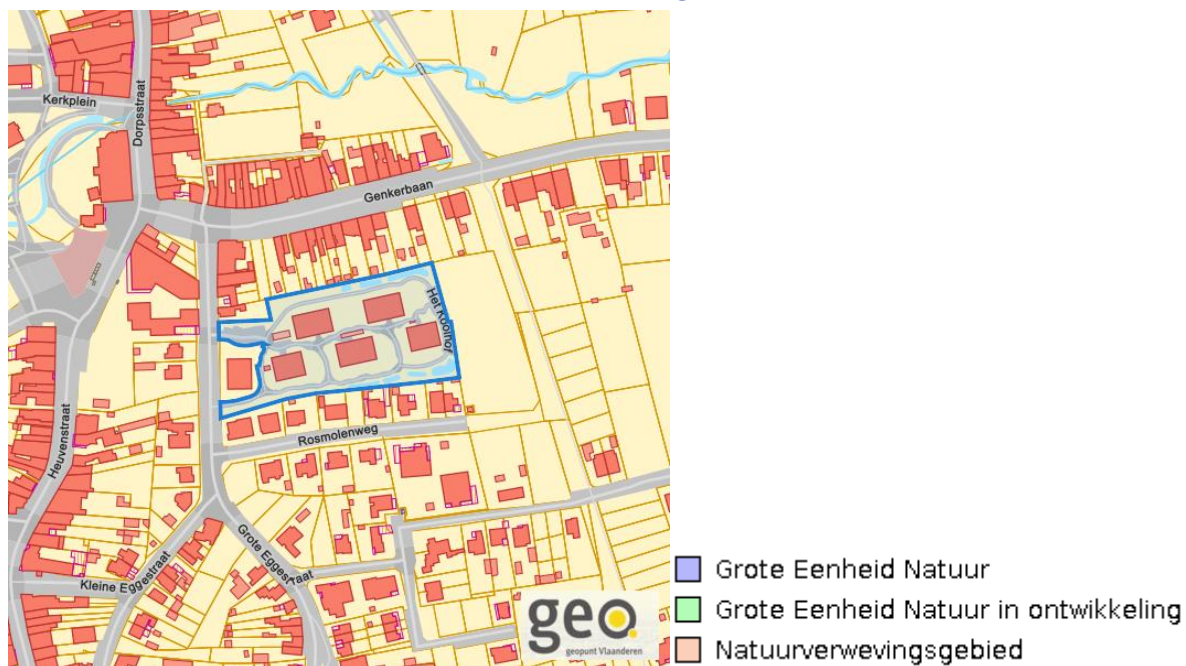 Kerkplein
Dorpsstraat
Genkerbaan
Het Koolhof
Heuvenstraat
Rosmolenweg
Grote Eggestraat
Kleine Eggestraat
geo.
geopunt Vlaanderen
Grote Eenheid Natuur
Grote Eenheid Natuur in ontwikkeling
Natuurverwevingsgebied